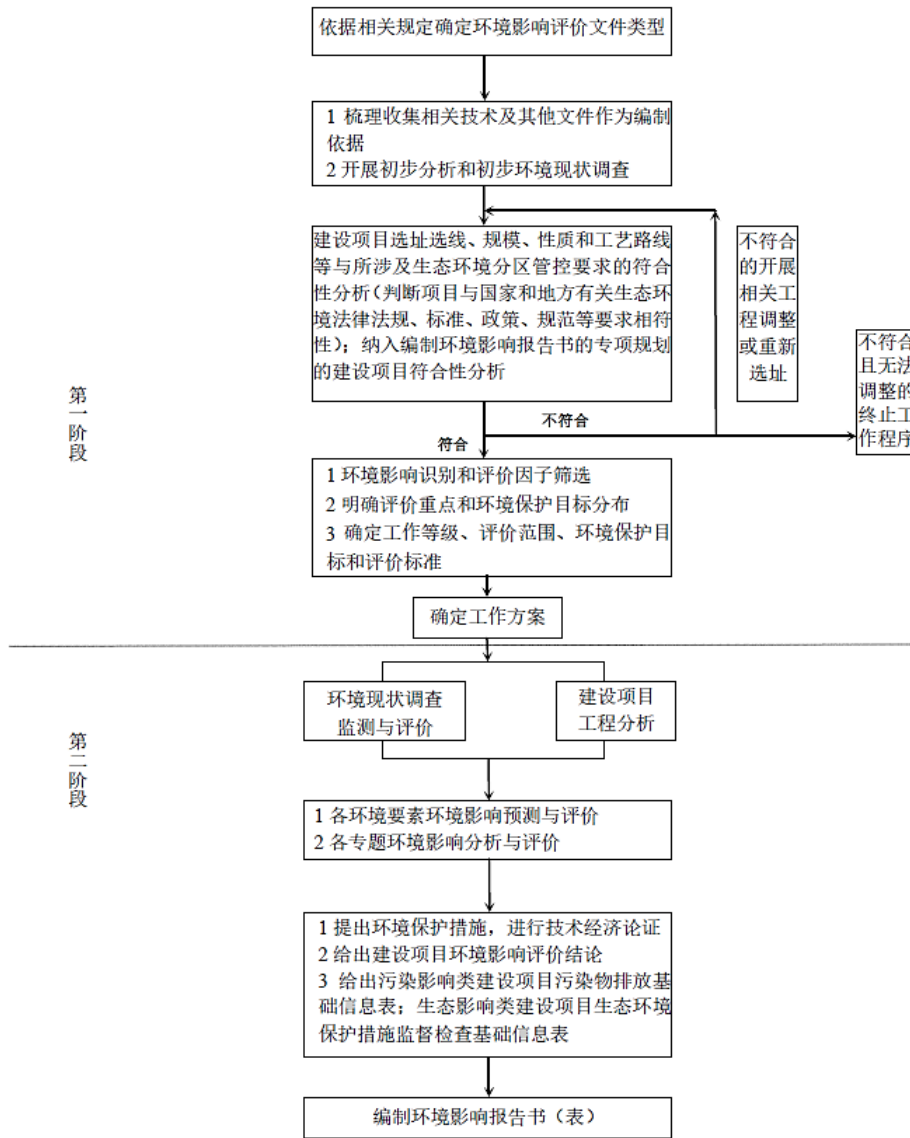 依据相关规定确定环境影响评价文件类型
1 梳理收集相关技术及其他文件作为编制
依据
2 开展初步分析和初步环境现状调查
建设项目选址选线、规模、性质和工艺路线
等与所涉及生态环境分区管控要求的符合
性分析(判断项目与国家和地方有关生态环
境法律法规、标准、政策、规范等要求相符
性); 纳入编制环境影响报告书的专项规划
的建设项目符合性分析
不符合
的开展
相关工
程调整
或重新
选址
不符合
且无法
调整的
终止工
作程序
不符合
符合
第一阶段
1 环境影响识别和评价因子筛选
2 明确评价重点和环境保护目标分布
3 确定工作等级、评价范围、环境保护目
标和评价标准
确定工作方案
环境现状调查
监测与评价
建设项目
工程分析
第二阶段
1 各环境要素环境影响预测与评价
2 各专题环境影响分析与评价
1 提出环境保护措施，进行技术经济论证
2 给出建设项目环境影响评价结论
3 给出污染影响类建设项目污染物排放基
础信息表；生态影响类建设项目生态环境
保护措施监督检查基础信息表
编制环境影响报告书（表）